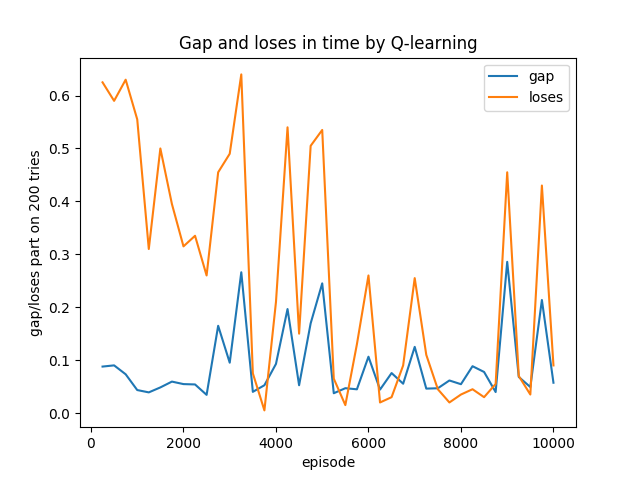 Gap and loses in time by Q-learning
gap
loses
gap/loses part on 200 tries
0.6
0.5
0.4
0.3
0.2
0.1
0.0
0 2000 4000 6000 8000 10000
episode